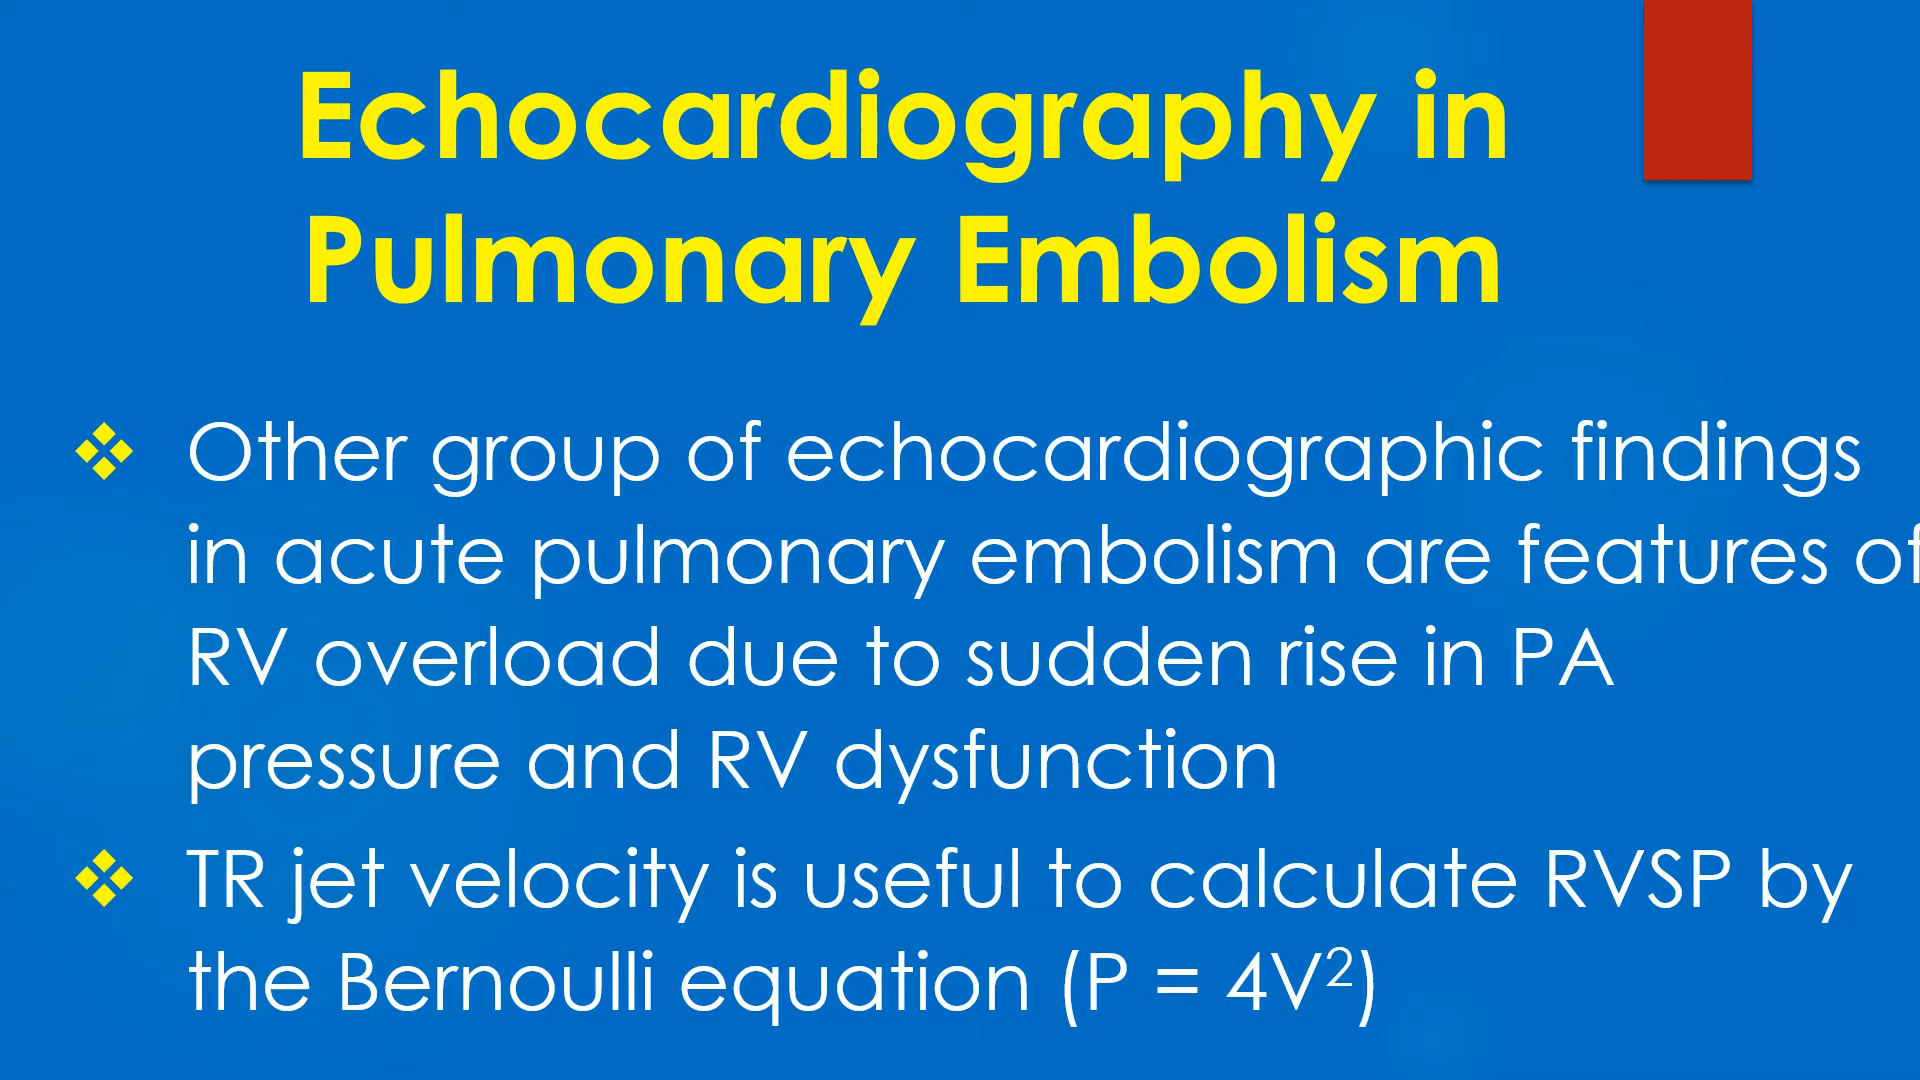 Echocardiography in
Pulmonary Embolism
❖ Other group of echocardiographic findings
in acute pulmonary embolism are features of
RV overload due to sudden rise in PA
pressure and RV dysfunction
❖ TR jet velocity is useful to calculate RVSP by
the Bernoulli equation (P = 4V²)